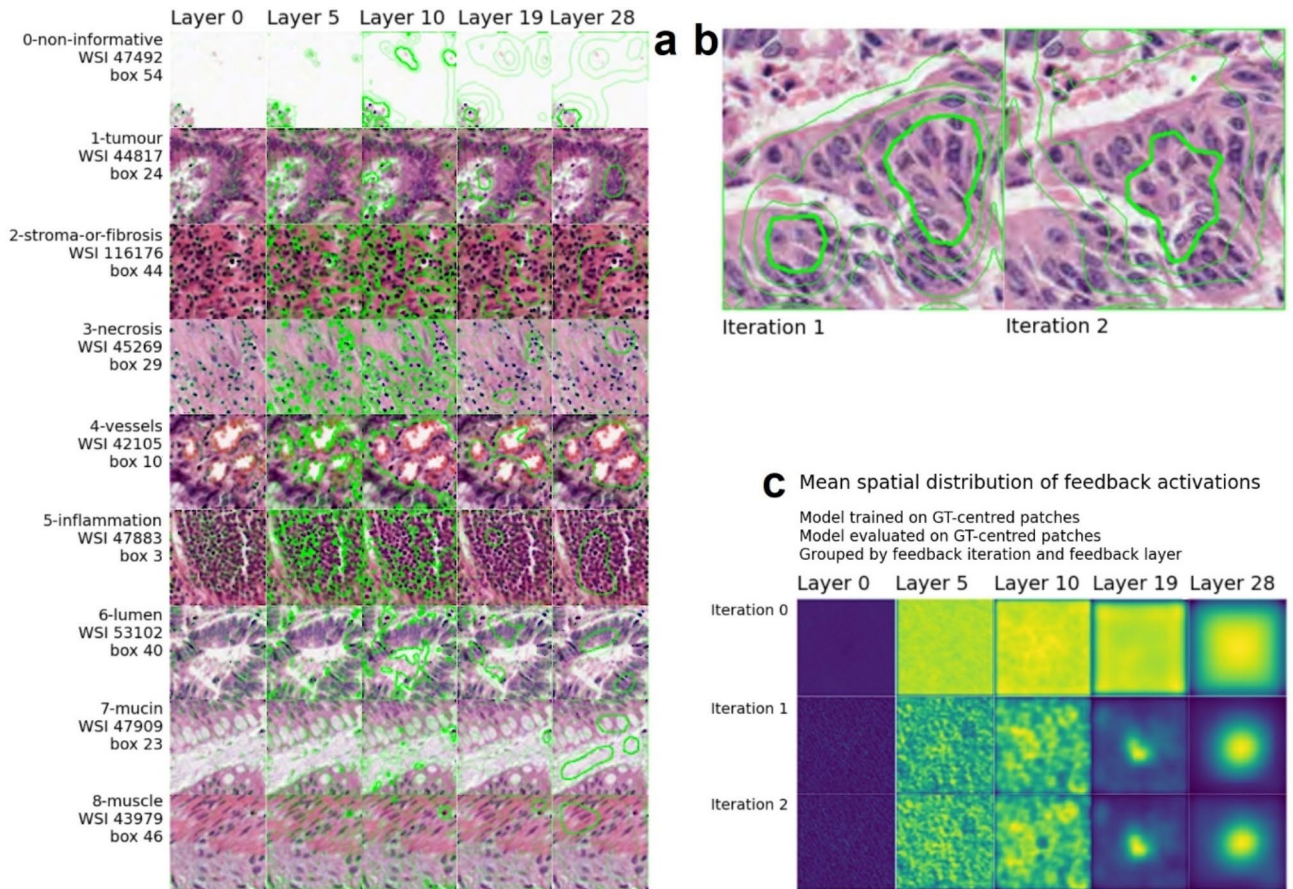 Layer 0 Layer 5 Layer 10 Layer 19 Layer 28
0-non-informative
WSI 47492
box 54
1-tumour
WSI 44817
box 24
2-stroma-or-fibrosis
WSI 116176
box 44
3-necrosis
WSI 45269
box 29
4-vessels
WSI 42105
box 10
5-inflammation
WSI 47883
box 3
6-lumen
WSI 53102
box 40
7-mucin
WSI 47909
box 23
8-muscle
WSI 43979
box 46
a b
Iteration 1 Iteration 2
c Mean spatial distribution of feedback activations
Model trained on GT-centred patches
Model evaluated on GT-centred patches
Grouped by feedback iteration and feedback layer
Layer 0 Layer 5 Layer 10 Layer 19 Layer 28
Iteration 0
Iteration 1
Iteration 2